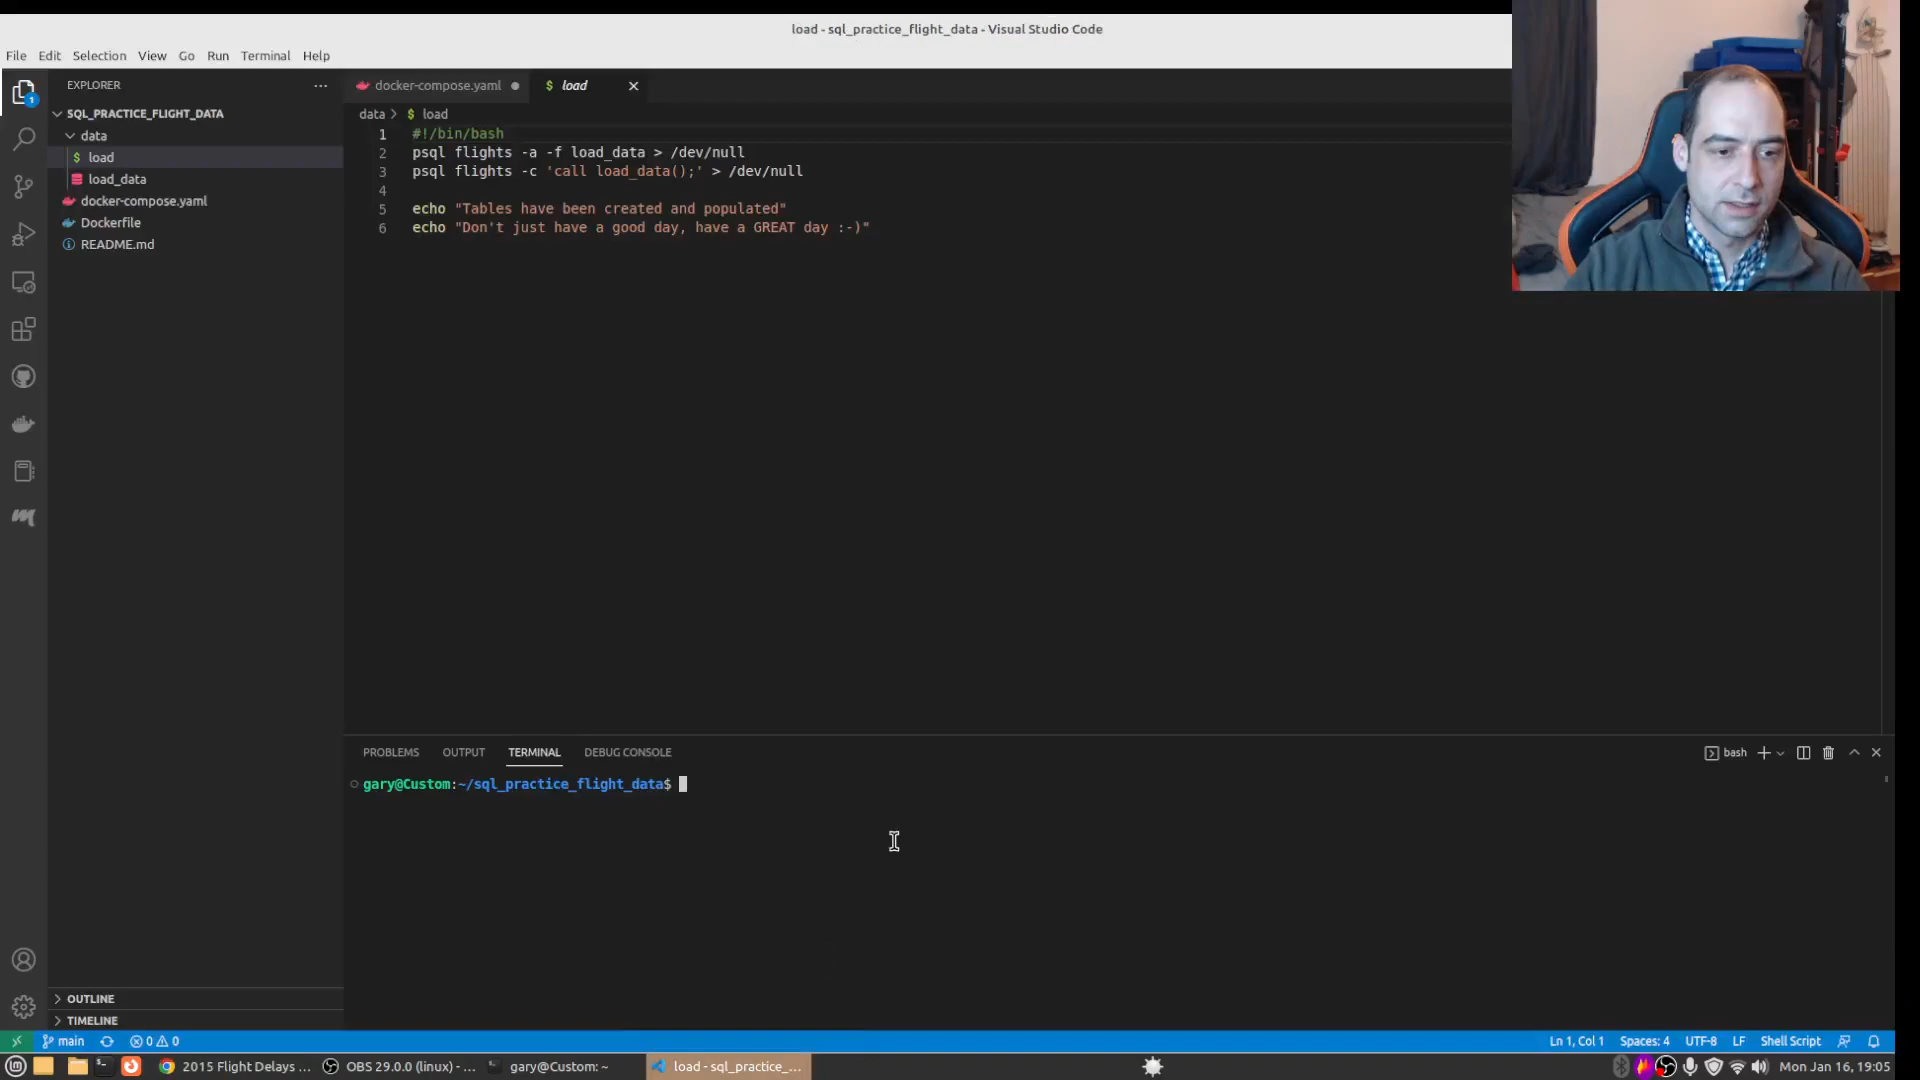 load - sql_practice_flight_data - Visual Studio Code
File Edit Selection View Go Run Terminal Help
EXPLORER
SQL_PRACTICE_FLIGHT_DATA
data
$ load
load_data
docker-compose.yaml
Dockerfile
README.md
OUTLINE
TIMELINE
docker-compose.yaml
$ load
data > $ load
1 #!/bin/bash
2 psql flights -a -f load_data > /dev/null
3 psql flights -c 'call load_data();' > /dev/null
4
5 echo "Tables have been created and populated"
6 echo "Don't just have a good day, have a GREAT day :-)"
PROBLEMS OUTPUT TERMINAL DEBUG CONSOLE
bash
gary@Custom:~/sql_practice_flight_data$
main 0 0
Ln 1, Col 1 Spaces: 4 UTF-8 LF Shell Script
2015 Flight Delays ... OBS 29.0.0 (linux) - ... gary@Custom: ~ load - sql_practice_... Mon Jan 16, 19:05